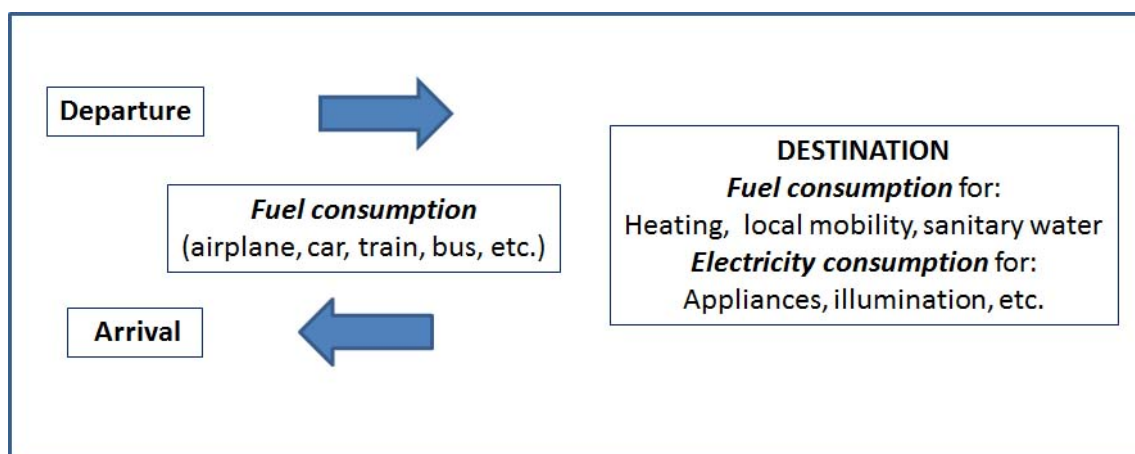 Departure
Fuel consumption
(airplane, car, train, bus, etc.)
Arrival
DESTINATION
Fuel consumption for:
Heating, local mobility, sanitary water
Electricity consumption for:
Appliances, illumination, etc.